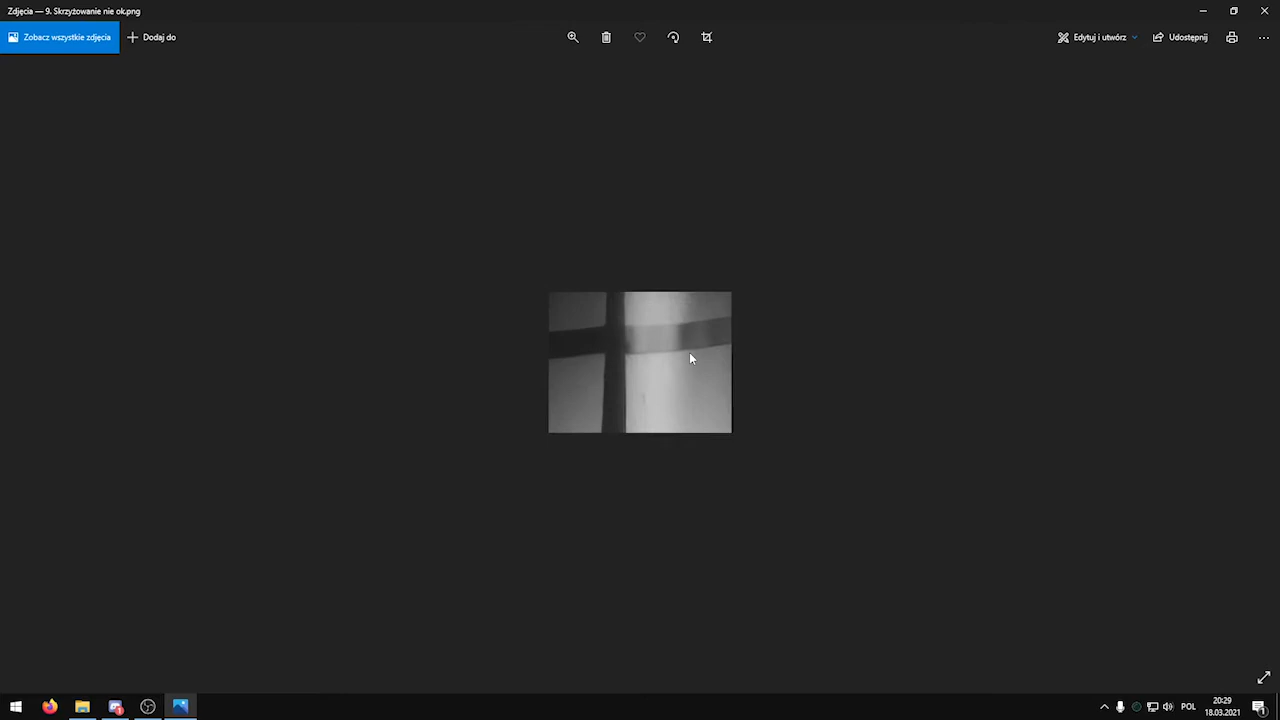 Zdjęcia — 9. Skrzyżowanie nie ok.png
Zobacz wszystkie zdjęcia
Dodaj do
Edytuj i utwórz
Udostępnij
POL
20:29
18.03.2021